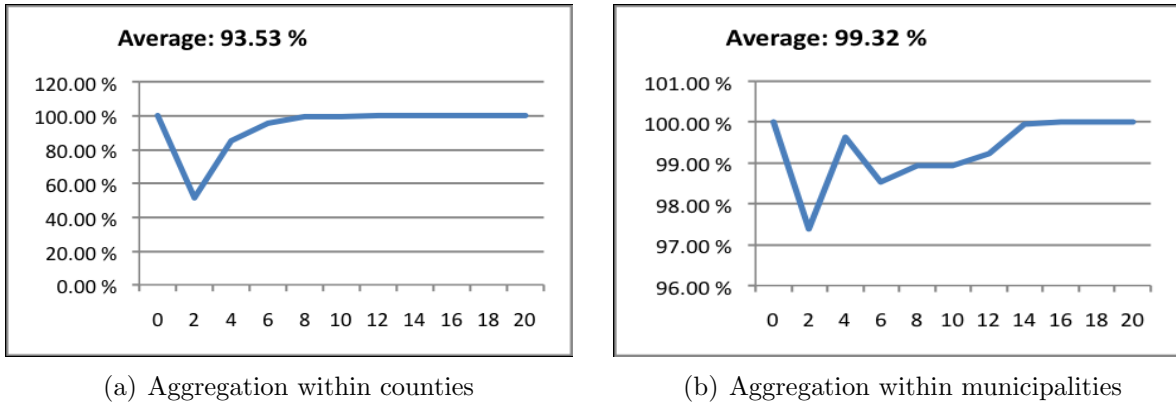 Average: 93.53 %
120.00 %
100.00 %
80.00 %
60.00 %
40.00 %
20.00 %
0.00 %
0 2 4 6 8 10 12 14 16 18 20
(a) Aggregation within counties
Average: 99.32 %
101.00 %
100.00 %
99.00 %
98.00 %
97.00 %
96.00 %
0 2 4 6 8 10 12 14 16 18 20
(b) Aggregation within municipalities